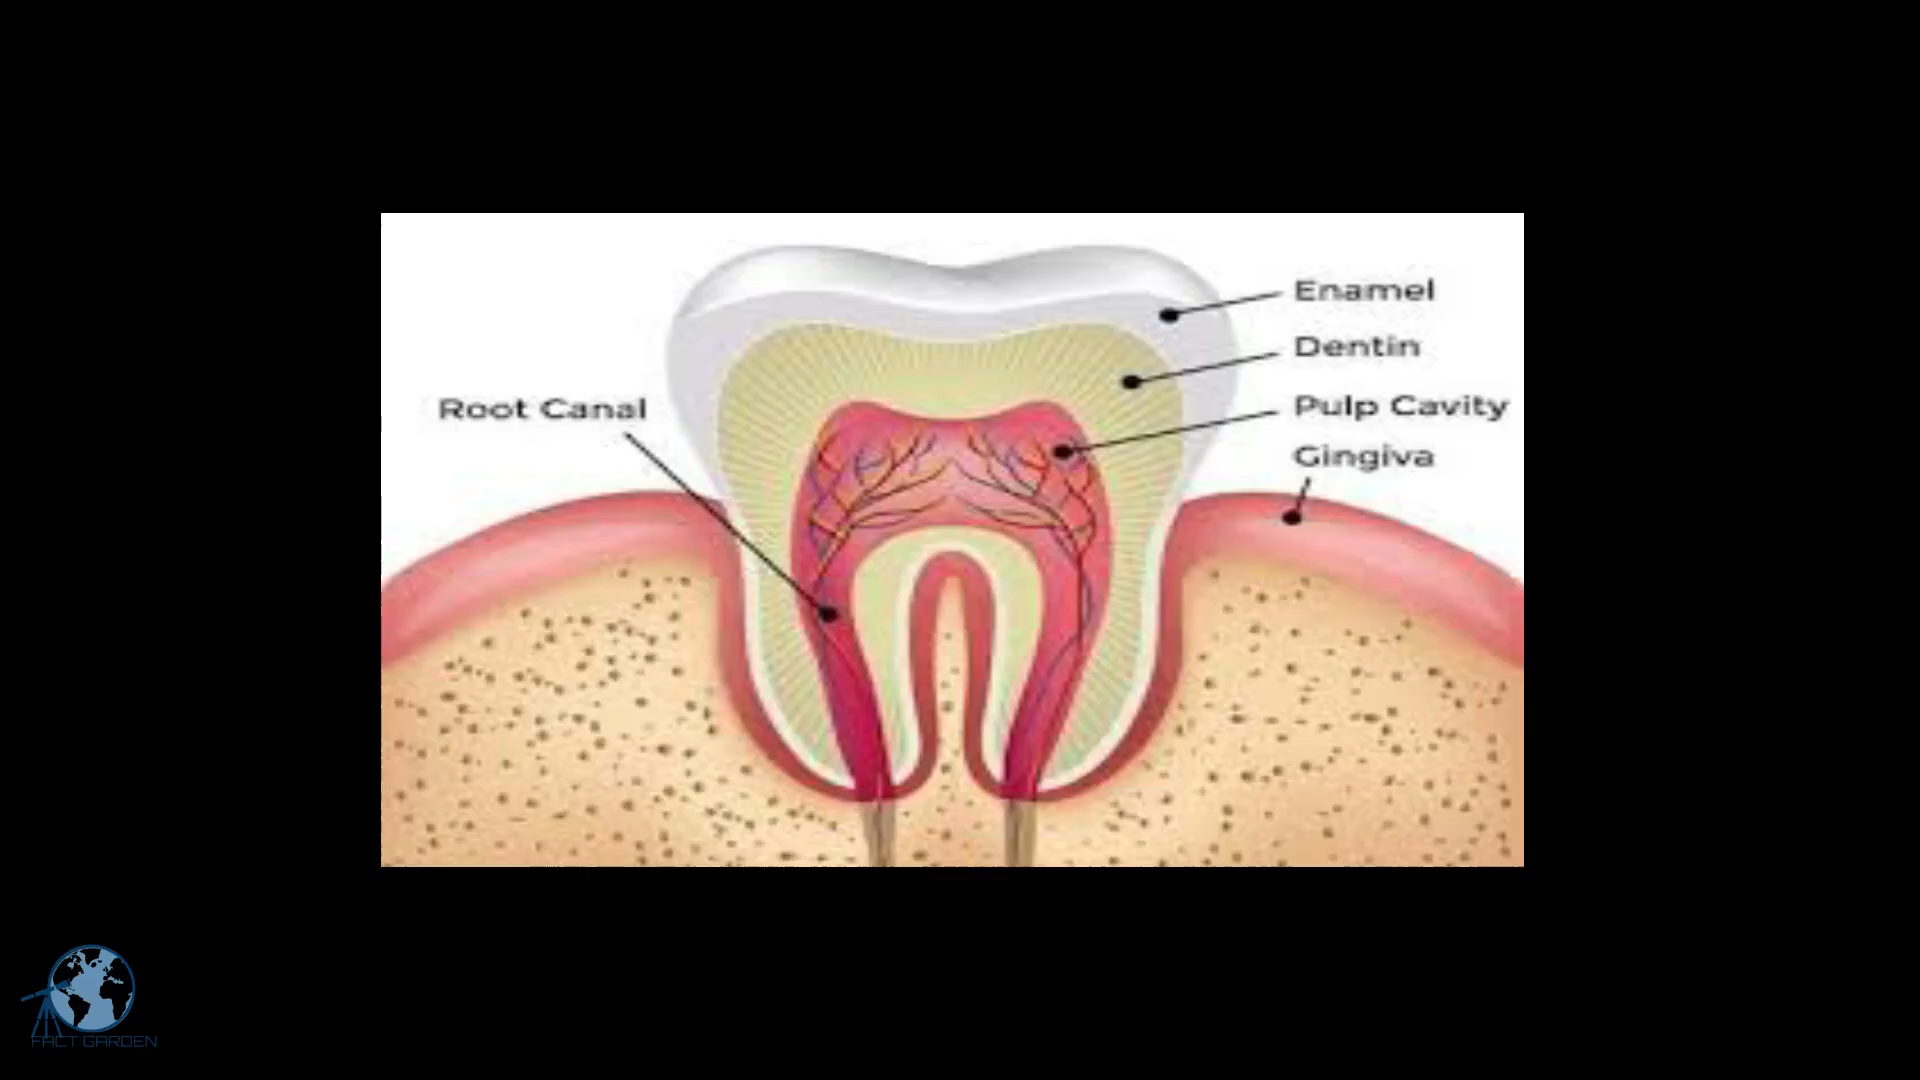 Enamel
Dentin
Root Canal
Pulp Cavity
Gingiva
FACT GARDEN